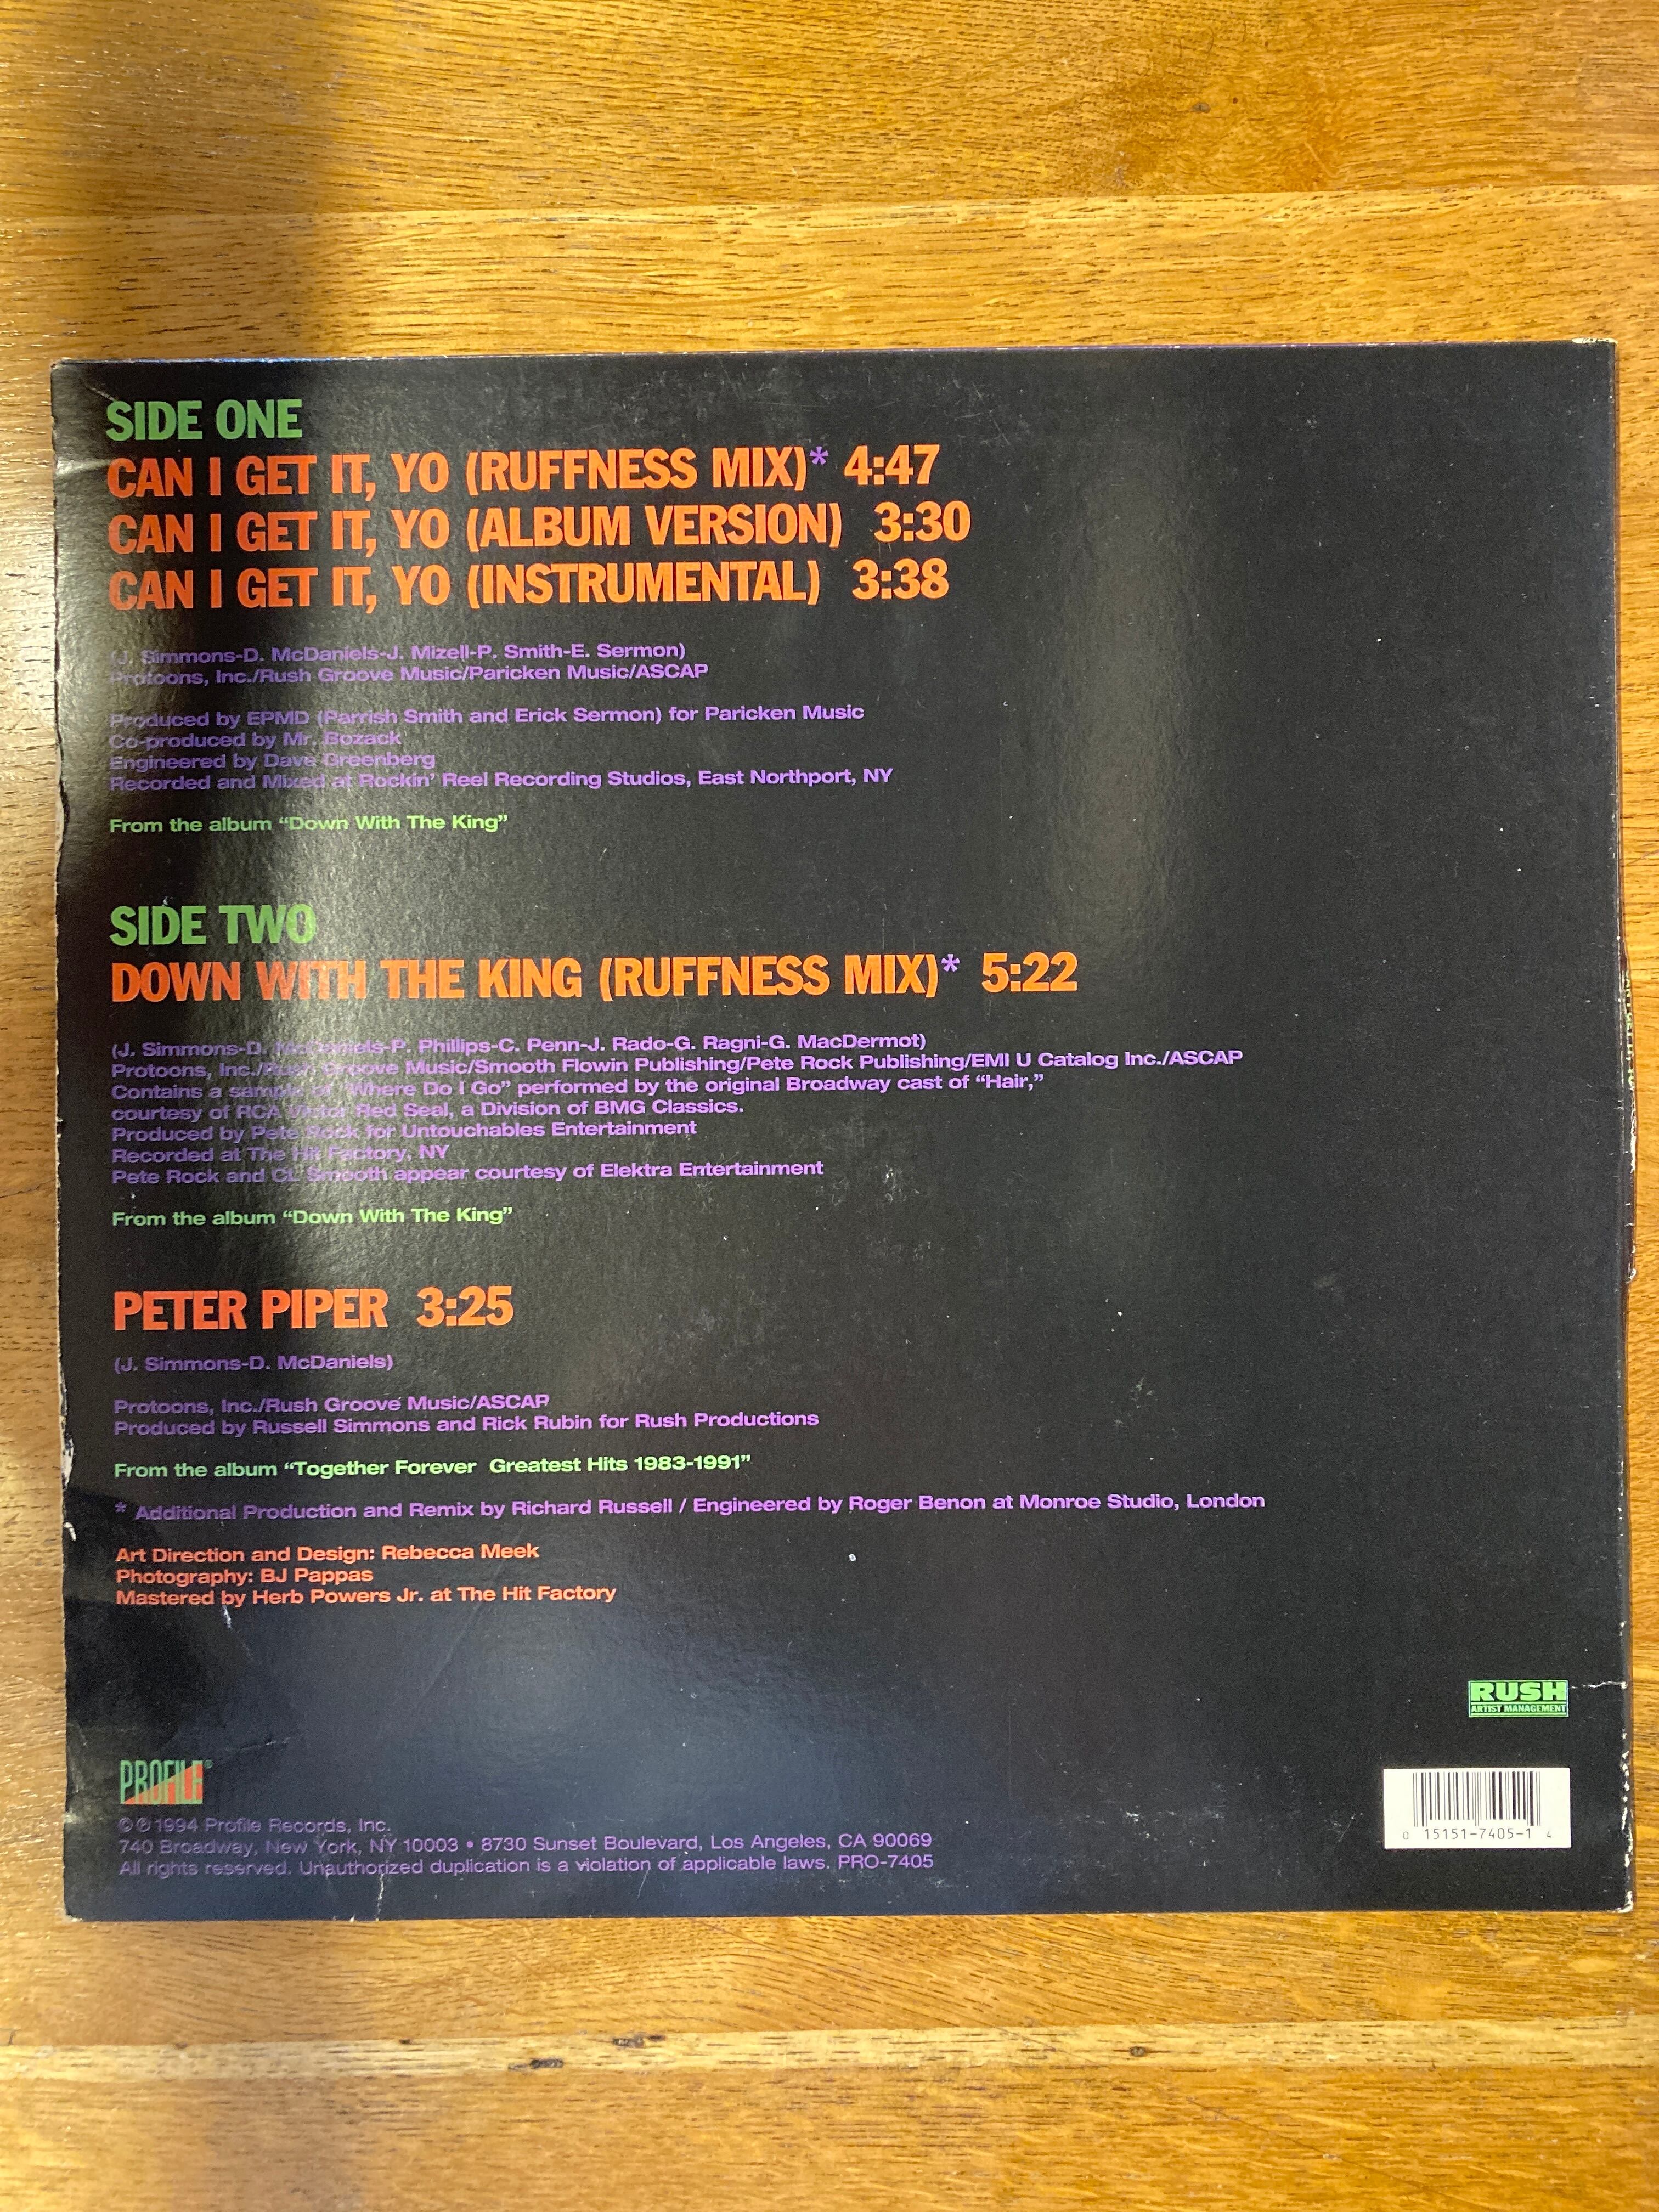 SIDE ONE
CAN I GET IT, YO (RUFFNESS MIX)* 4:47
CAN I GET IT, YO (ALBUM VERSION) 3:30
CAN I GET IT, YO (INSTRUMENTAL) 3:38
(J. Simmons-D. McDaniels-J. Mizell-P. Smith-E. Sermon)
Protoons, Inc./Rush Groove Music/Paricken Music/ASCAP
Produced by EPMD (Parrish Smith and Erick Sermon) for Paricken Music
Co-produced by Mr. Bozack
Engineered by Dave Greenberg
Recorded and Mixed at Rockin' Reel Recording Studios, East Northport, NY
From the album “Down With The King”
SIDE TWO
DOWN WITH THE KING (RUFFNESS MIX)* 5:22
(J. Simmons-D. McDaniels-P. Phillips-C. Penn-J. Rado-G. Ragni-G. MacDermot)
Protoons, Inc./Rush Groove Music/Smooth Flowin Publishing/Pete Rock Publishing/EMI U Catalog Inc./ASCAP
Contains a sample of “Where Do I Go” performed by the original Broadway cast of “Hair,”
courtesy of RCA Victor Red Seal, a Division of BMG Classics.
Produced by Pete Rock for Untouchables Entertainment
Recorded at The Hit Factory, NY
Pete Rock and CL Smooth appear courtesy of Elektra Entertainment
From the album “Down With The King”
PETER PIPER 3:25
(J. Simmons-D. McDaniels)
Protoons, Inc./Rush Groove Music/ASCAP
Produced by Russell Simmons and Rick Rubin for Rush Productions
From the album “Together Forever Greatest Hits 1983-1991”
* Additional Production and Remix by Richard Russell / Engineered by Roger Benon at Monroe Studio, London
Art Direction and Design: Rebecca Meek
Photography: BJ Pappas
Mastered by Herb Powers Jr. at The Hit Factory
RUSH
ARTIST MANAGEMENT
PROFILE®
©℗1994 Profile Records, Inc.
740 Broadway, New York, NY 10003 • 8730 Sunset Boulevard, Los Angeles, CA 90069
All rights reserved. Unauthorized duplication is a violation of applicable laws. PRO-7405
0 15151-7405-1 4